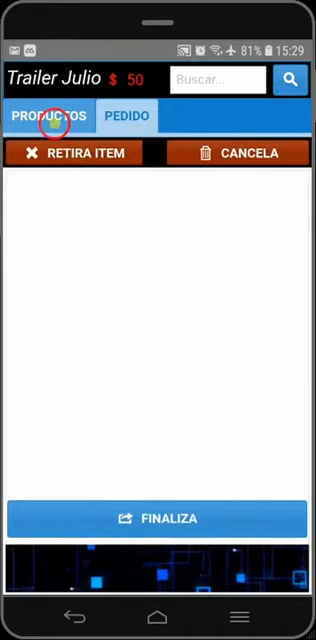 81% 15:29
Trailer Julio $ 50 Buscar...
PRODUCTOS PEDIDO
RETIRA ITEM CANCELA
FINALIZA